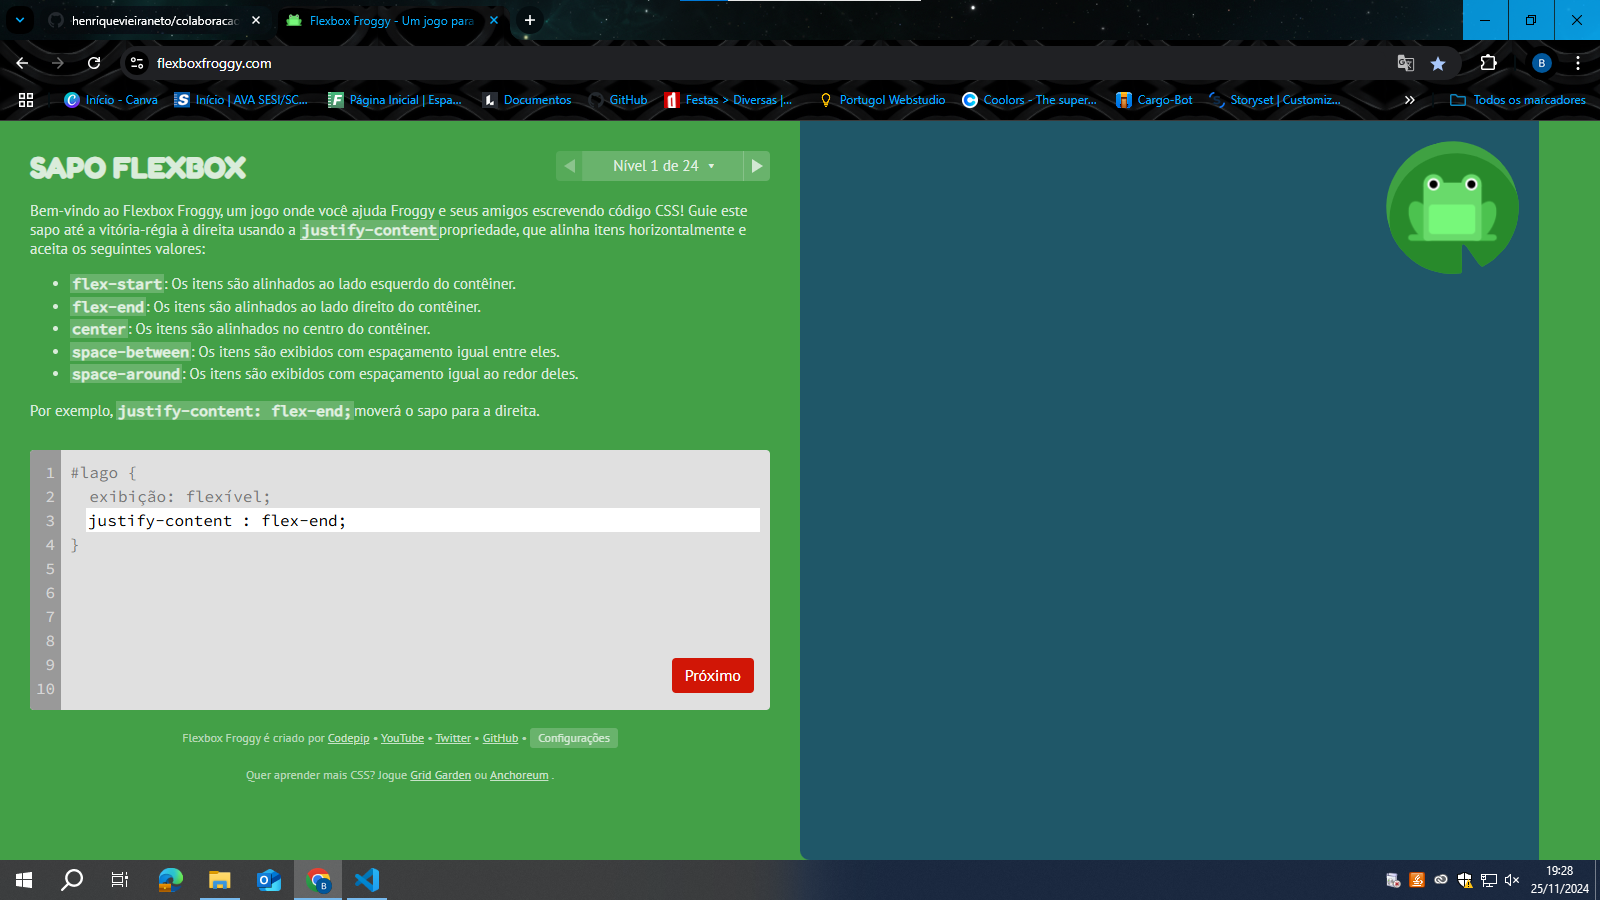 henriquevieiraneto/colaboracao
Flexbox Froggy - Um jogo para
flexboxfroggy.com
B
Início - Canva
Início | AVA SESI/SC...
Página Inicial | Espa...
Documentos
GitHub
Festas > Diversas |...
Portugol Webstudio
Coolors - The super...
Cargo-Bot
Storyset | Customiz...
Todos os marcadores
SAPO FLEXBOX
Nível 1 de 24
Bem-vindo ao Flexbox Froggy, um jogo onde você ajuda Froggy e seus amigos escrevendo código CSS! Guie este
sapo até a vitória-régia à direita usando a justify-content propriedade, que alinha itens horizontalmente e
aceita os seguintes valores:
flex-start: Os itens são alinhados ao lado esquerdo do contêiner.
flex-end: Os itens são alinhados ao lado direito do contêiner.
center: Os itens são alinhados no centro do contêiner.
space-between: Os itens são exibidos com espaçamento igual entre eles.
space-around: Os itens são exibidos com espaçamento igual ao redor deles.
Por exemplo, justify-content: flex-end; moverá o sapo para a direita.
1 #lago {
2 exibição: flexível;
3 justify-content : flex-end;
4 }
5
6
7
8
9
10
Próximo
Flexbox Froggy é criado por Codepip • YouTube • Twitter • GitHub • Configurações
Quer aprender mais CSS? Jogue Grid Garden ou Anchoreum .
19:28
25/11/2024